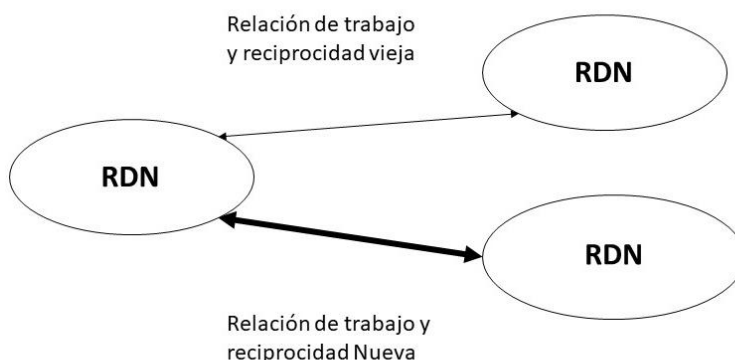 Relación de trabajo
y reciprocidad vieja
RDN
RDN
RDN
Relación de trabajo y
reciprocidad Nueva